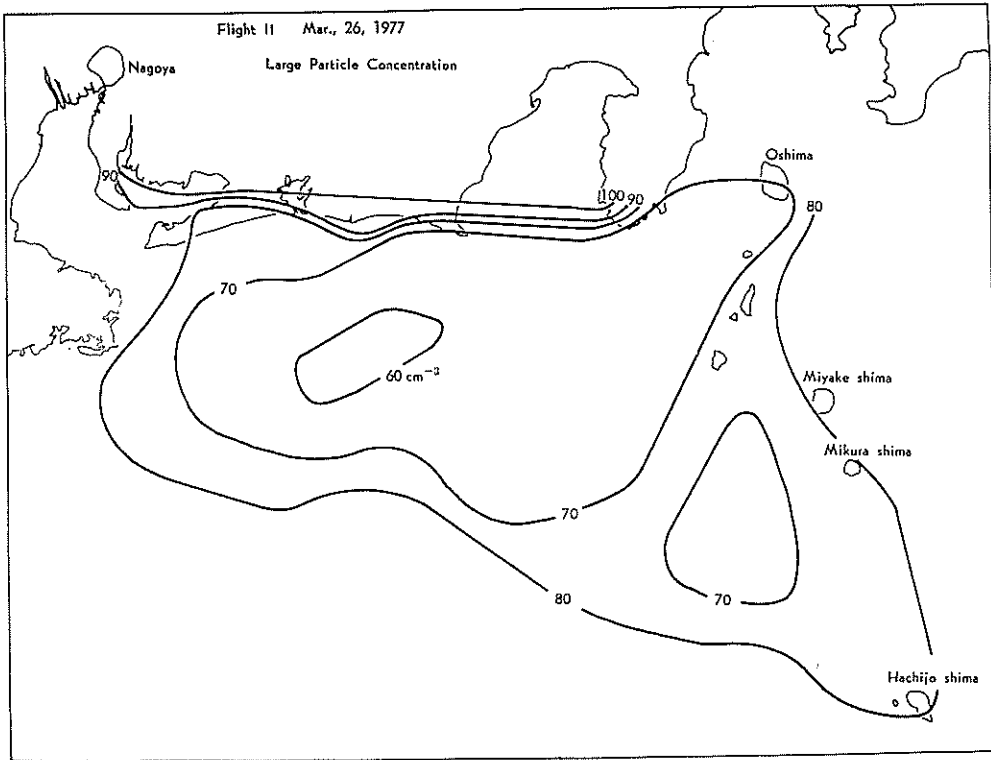 Flight 11 Mar., 26, 1977
Large Particle Concentration
Nagoya
Oshima
90
100 90
80
70
60 cm⁻³
Miyake shima
Mikura shima
70
80
70
Hachijo shima